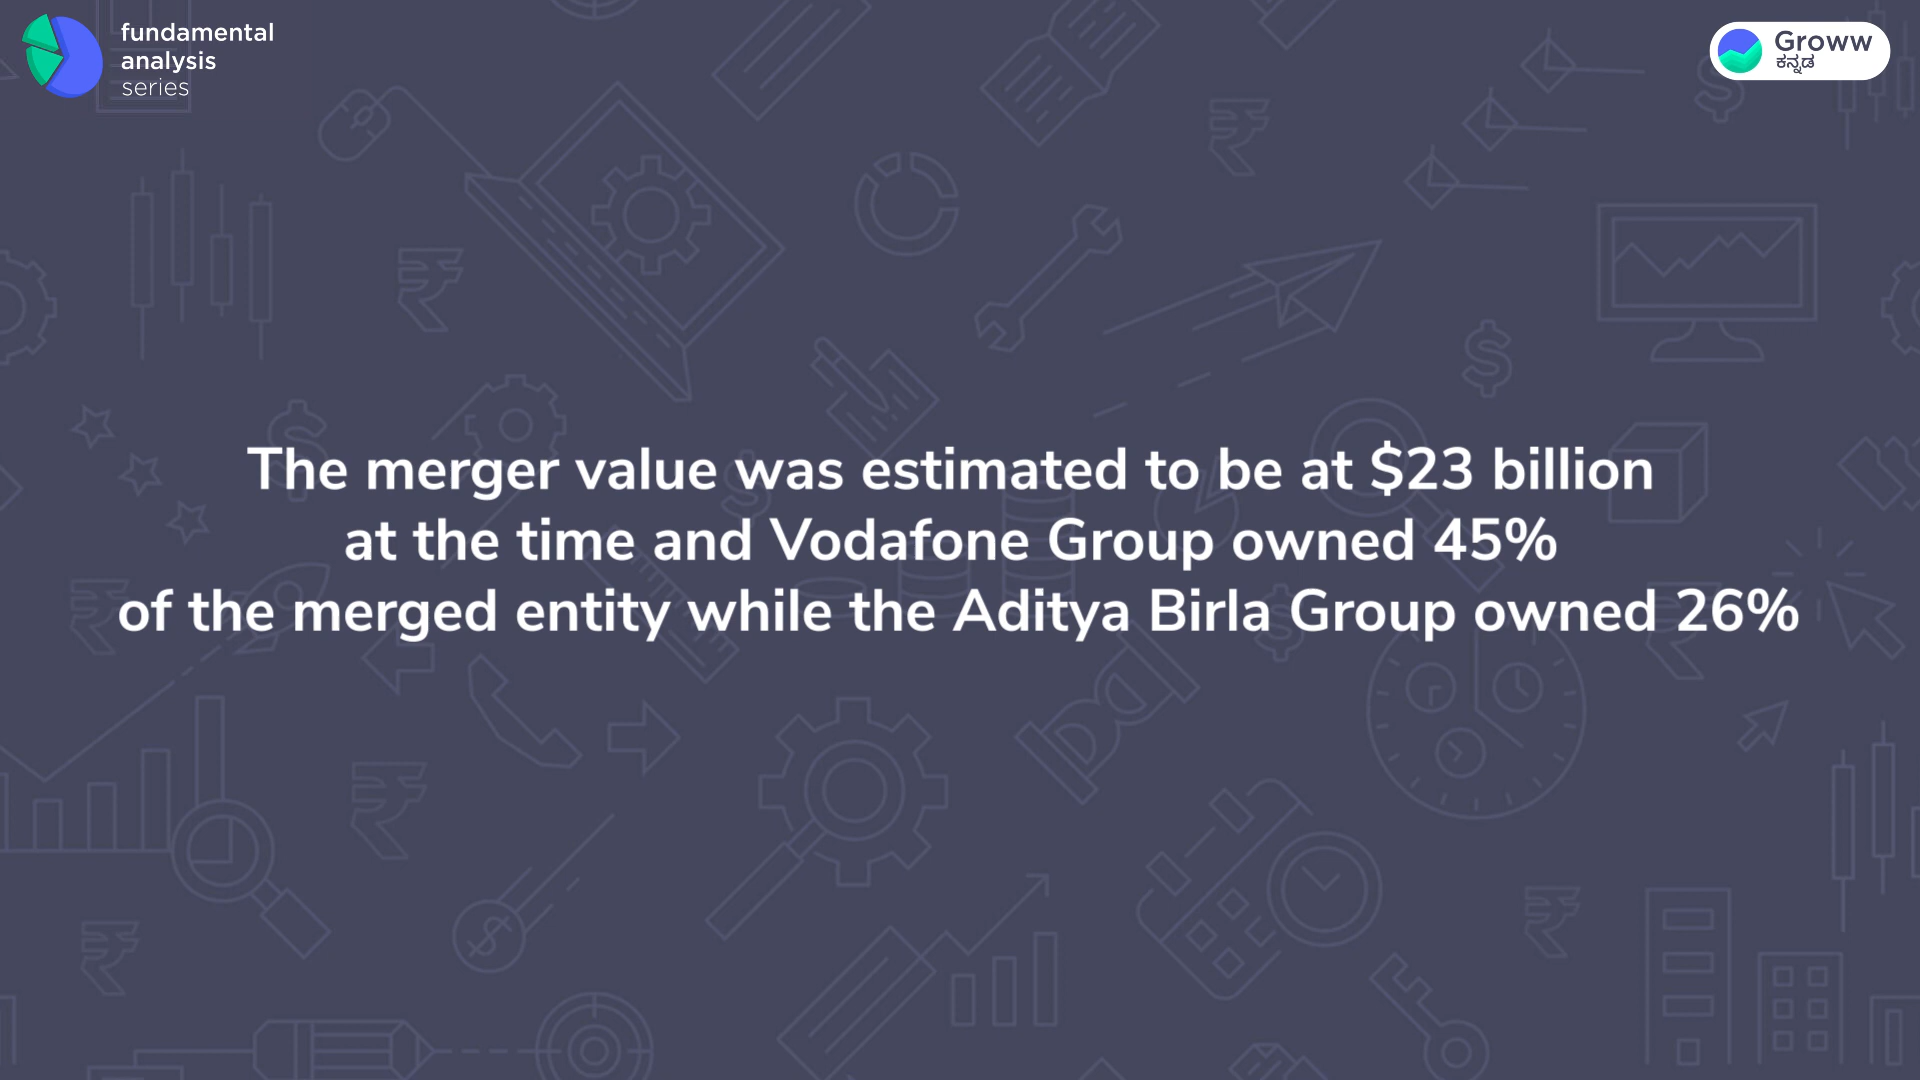 fundamental
analysis
series
Groww
ಕನ್ನಡ
The merger value was estimated to be at $23 billion
at the time and Vodafone Group owned 45%
of the merged entity while the Aditya Birla Group owned 26%